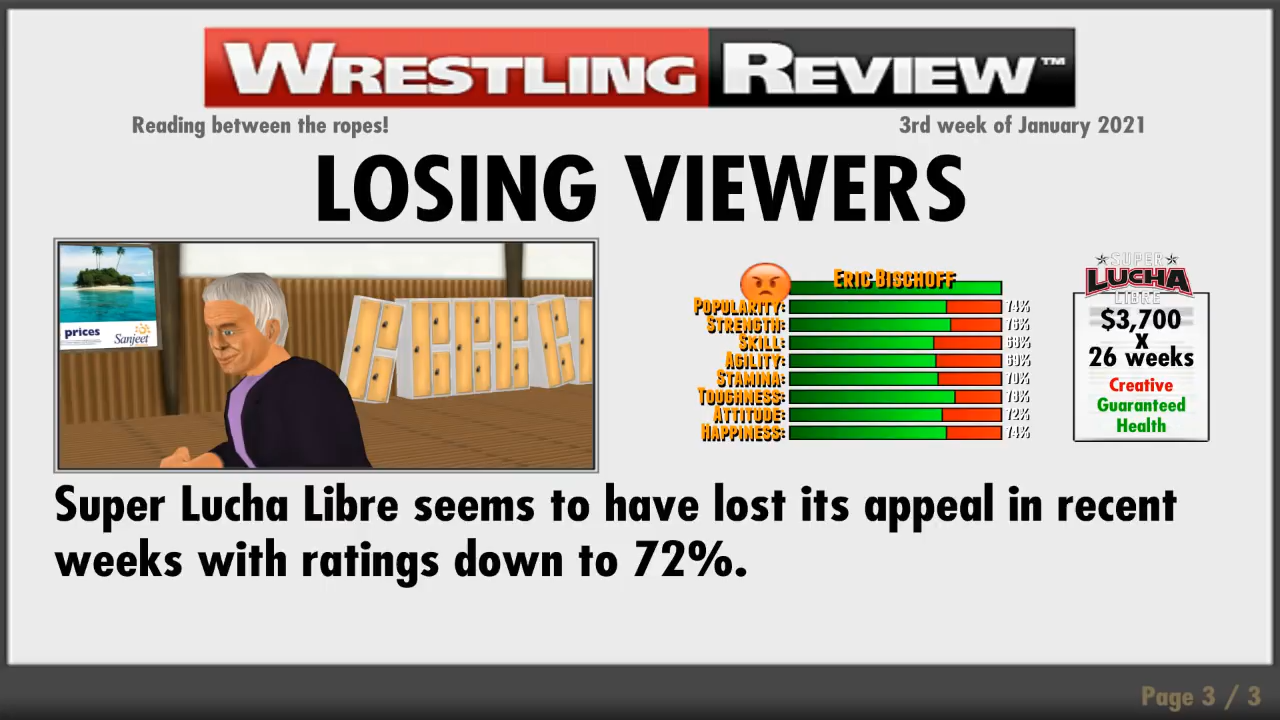 WRESTLING REVIEW™
Reading between the ropes!
3rd week of January 2021
LOSING VIEWERS
prices
Sanjeet
ERIC BISCHOFF
POPULARITY: 74%
STRENGTH: 76%
SKILL: 68%
AGILITY: 69%
STAMINA: 70%
TOUGHNESS: 78%
ATTITUDE: 72%
HAPPINESS: 74%
SUPER
LUCHA
LIBRE
$3,700
X
26 weeks
Creative
Guaranteed
Health
Super Lucha Libre seems to have lost its appeal in recent
weeks with ratings down to 72%.
Page 3 / 3